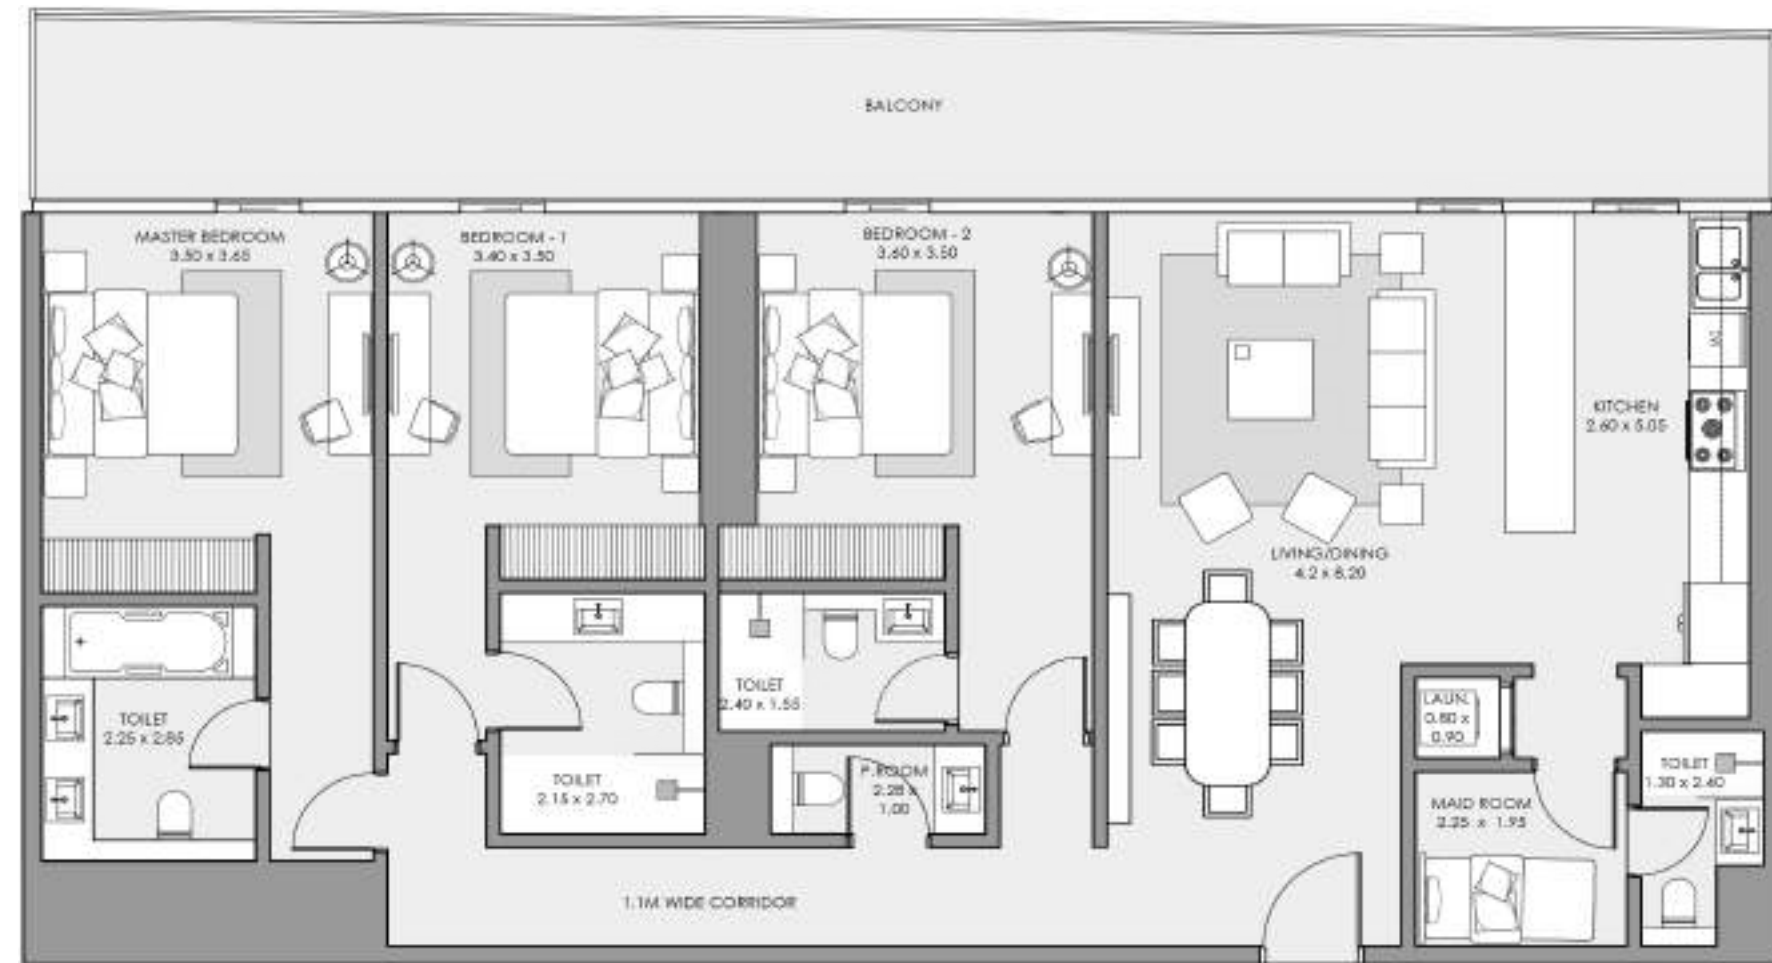 BALCONY
MASTER BEDROOM
3.50 x 3.65
BEDROOM - 1
3.40 x 3.50
BEDROOM - 2
3.60 x 3.50
KITCHEN
2.60 x 5.05
LIVING/DINING
4.2 x 8.20
TOILET
2.25 x 2.85
TOILET
2.15 x 2.70
TOILET
2.40 x 1.55
P.ROOM
2.28 x
1.00
LAUN.
0.80 x
0.90
TOILET
1.30 x 2.60
MAID ROOM
2.25 x 1.95
1.1M WIDE CORRIDOR